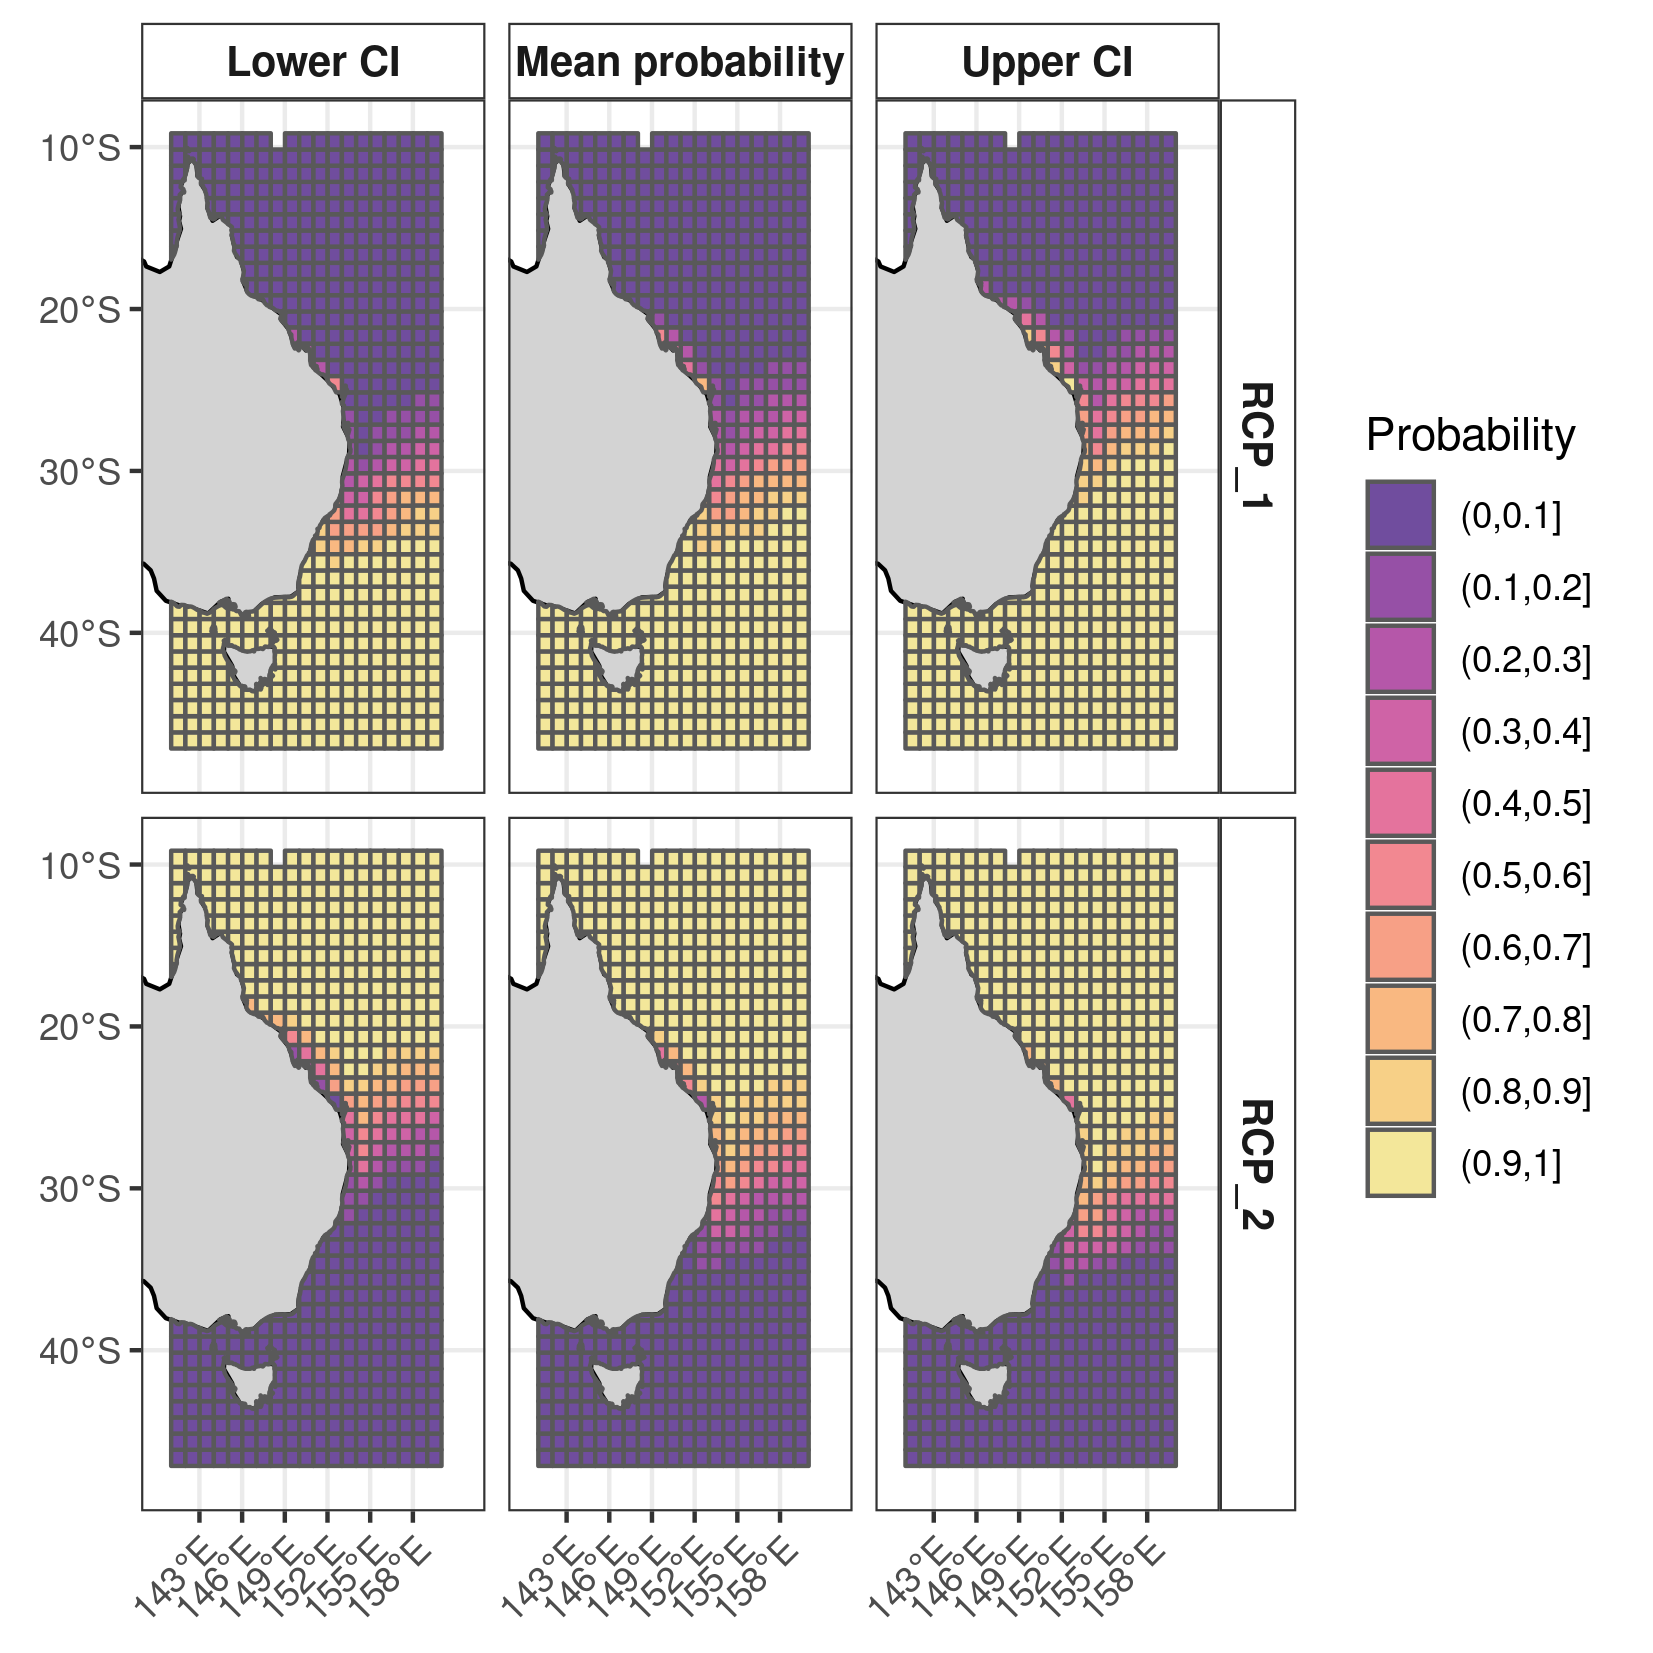 Lower CI
Mean probability
Upper CI
10°S
20°S
30°S
40°S
RCP_1
10°S
20°S
30°S
40°S
RCP_2
143°E
146°E
149°E
152°E
155°E
158°E
143°E
146°E
149°E
152°E
155°E
158°E
143°E
146°E
149°E
152°E
155°E
158°E
Probability
(0,0.1]
(0.1,0.2]
(0.2,0.3]
(0.3,0.4]
(0.4,0.5]
(0.5,0.6]
(0.6,0.7]
(0.7,0.8]
(0.8,0.9]
(0.9,1]